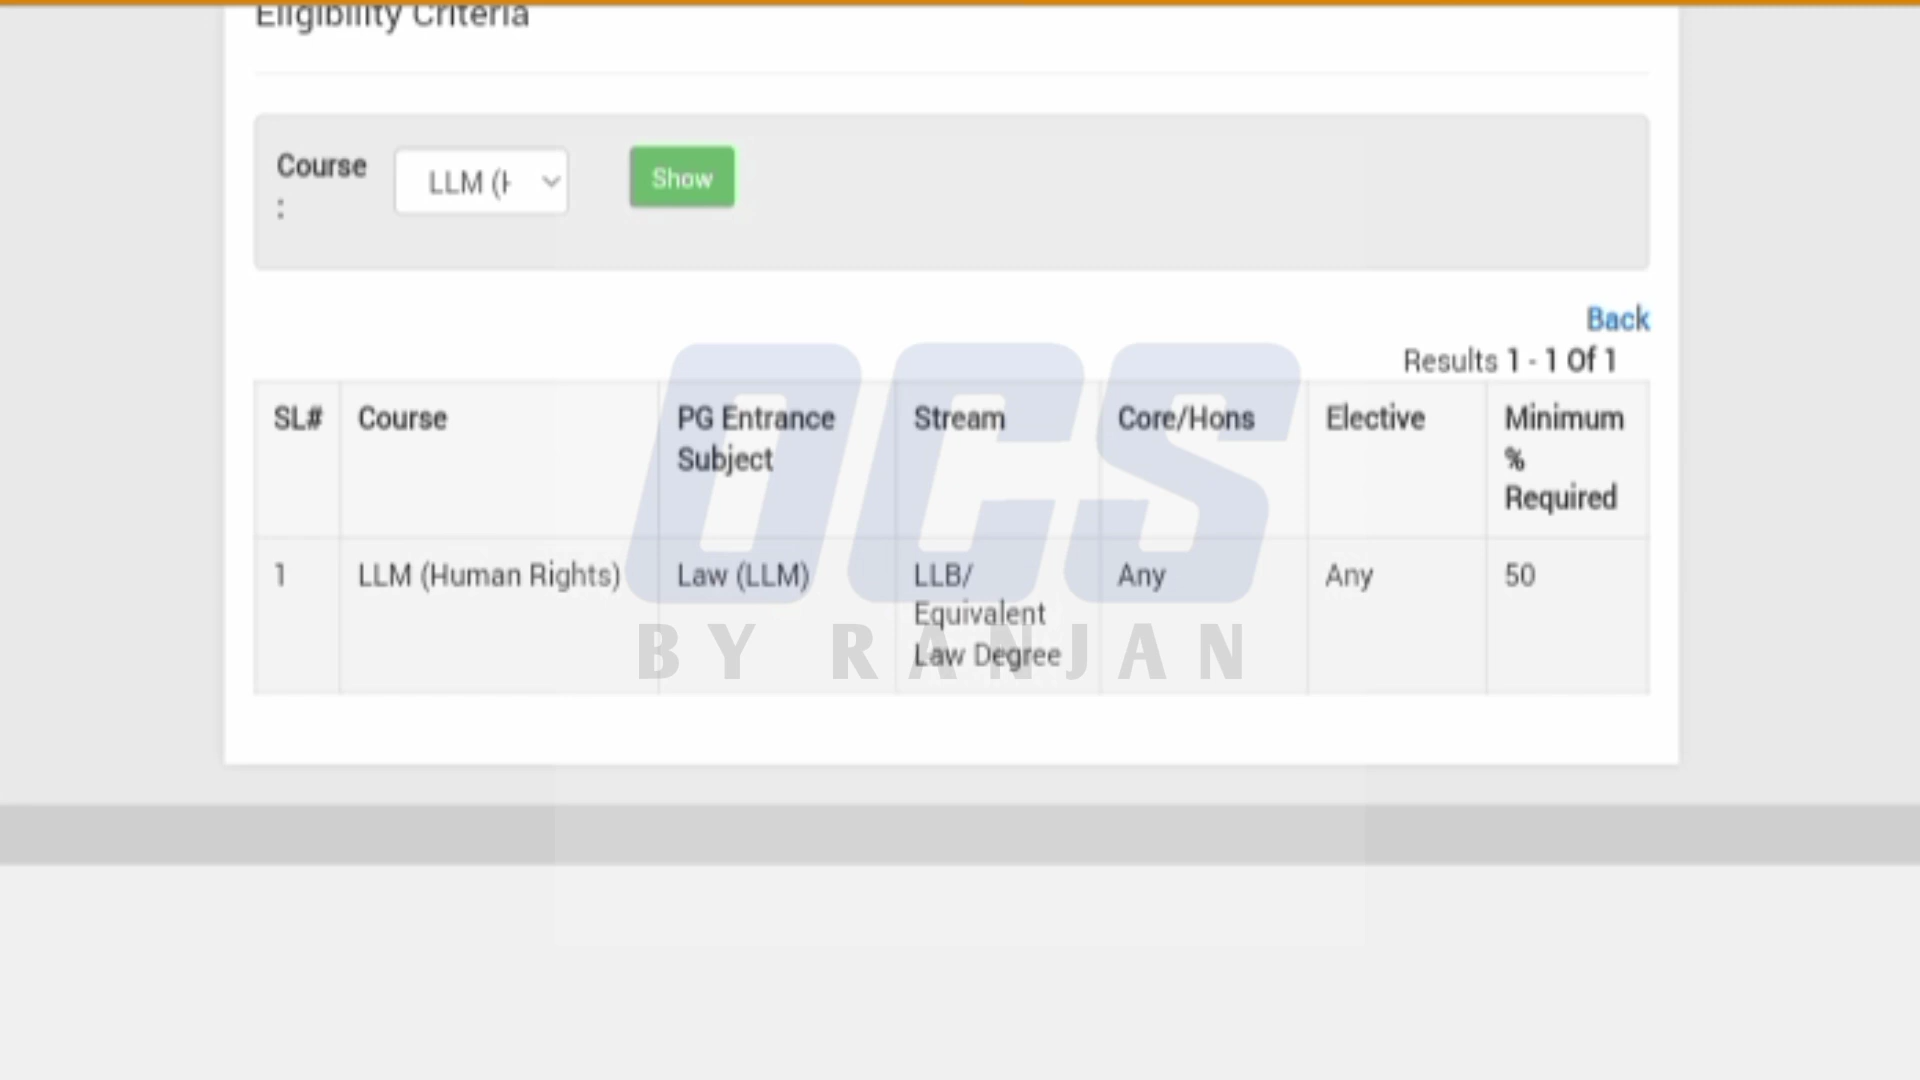 Eligibility Criteria
Course
:
LLM (H
Show
Back
Results 1 - 1 Of 1
SL# Course PG Entrance Subject Stream Core/Hons Elective Minimum % Required
1 LLM (Human Rights) Law (LLM) LLB/ Equivalent Law Degree Any Any 50
OCS
BY RANJAN